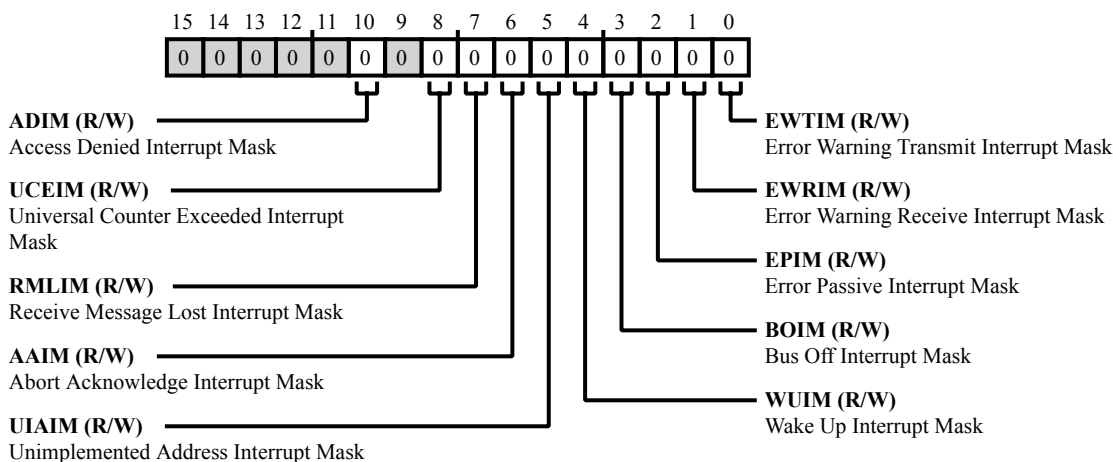 15 14 13 12 11 10 9 8 7 6 5 4 3 2 1 0
0 0 0 0 0 0 0 0 0 0 0 0 0 0 0 0
ADIM (R/W)
Access Denied Interrupt Mask
UCEIM (R/W)
Universal Counter Exceeded Interrupt
Mask
RMLIM (R/W)
Receive Message Lost Interrupt Mask
AAIM (R/W)
Abort Acknowledge Interrupt Mask
UIAIM (R/W)
Unimplemented Address Interrupt Mask
EWTIM (R/W)
Error Warning Transmit Interrupt Mask
EWRIM (R/W)
Error Warning Receive Interrupt Mask
EPIM (R/W)
Error Passive Interrupt Mask
BOIM (R/W)
Bus Off Interrupt Mask
WUIM (R/W)
Wake Up Interrupt Mask